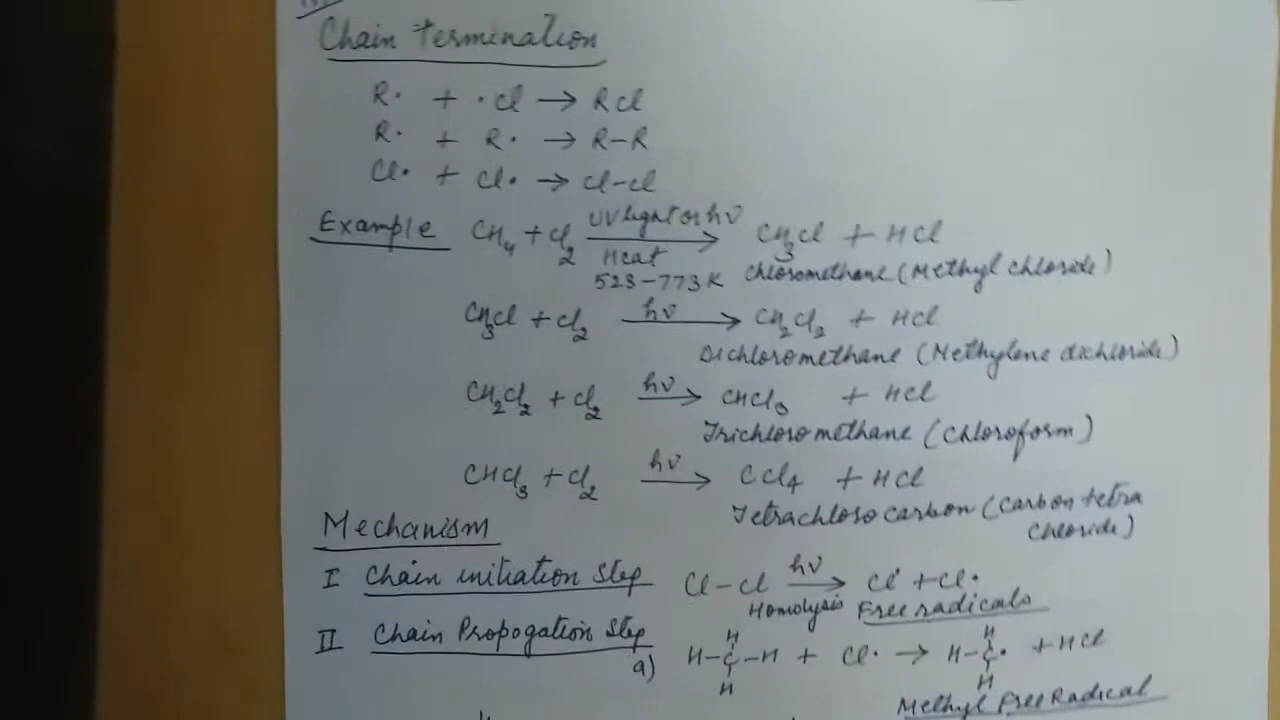 Chain termination
R· + ·Cl → RCl
R· + R· → R–R
Cl· + Cl· → Cl–Cl
Example CH4 + Cl2 UV light or hν → CH3Cl + HCl
Heat
523–773K Chloromethane (Methyl chloride)
CH3Cl + Cl2 hν → CH2Cl2 + HCl
Dichloromethane (Methylene dichloride)
CH2Cl2 + Cl2 hν → CHCl3 + HCl
Trichloromethane (Chloroform)
CHCl3 + Cl2 hν → CCl4 + HCl
Tetrachlorocarbon (Carbon tetra
chloride)
Mechanism
I Chain initiation Step Cl–Cl hν → Cl· + Cl·
Homolysis Free radicals
II Chain Propogation Step
H
a) H–C–H + Cl· → H–C· + HCl
H H
Methyl Free Radical